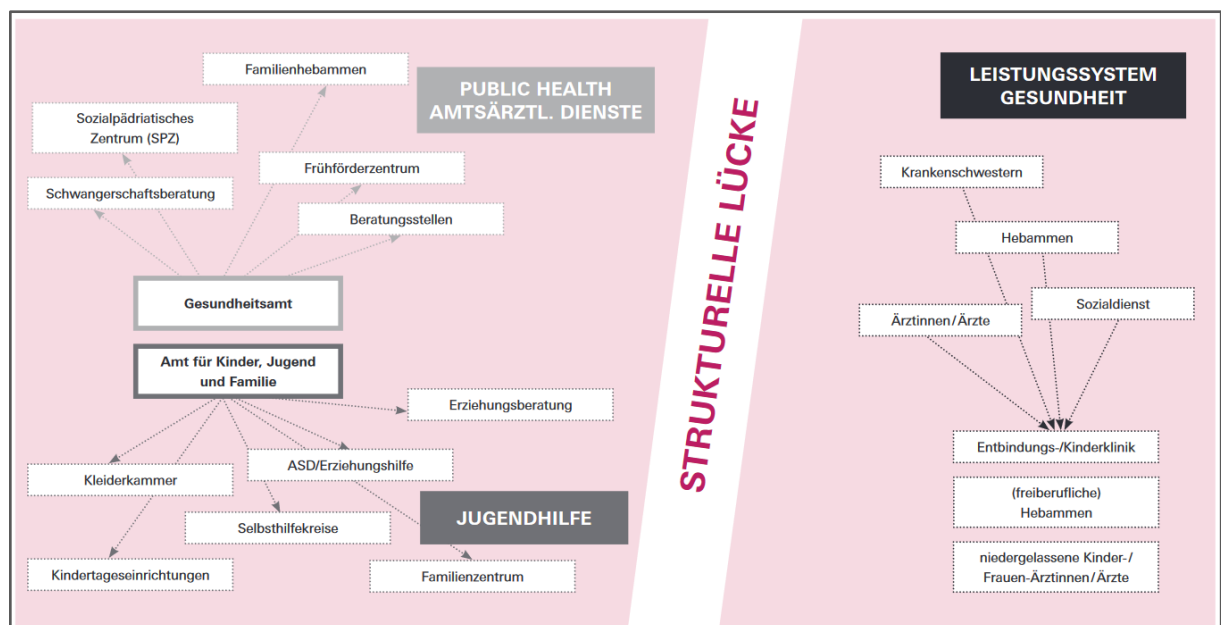 Familienhebammen
PUBLIC HEALTH
AMTSÄRZTL. DIENSTE
Sozialpädriatisches
Zentrum (SPZ)
Frühförderzentrum
Schwangerschaftsberatung
Beratungsstellen
Gesundheitsamt
Amt für Kinder, Jugend
und Familie
Erziehungsberatung
ASD/Erziehungshilfe
Kleiderkammer
Selbsthilfekreise
JUGENDHILFE
Kindertageseinrichtungen
Familienzentrum
STRUKTURELLE LÜCKE
LEISTUNGSSYSTEM
GESUNDHEIT
Krankenschwestern
Hebammen
Sozialdienst
Ärztinnen/Ärzte
Entbindungs-/Kinderklinik
(freiberufliche)
Hebammen
niedergelassene Kinder-/
Frauen-Ärztinnen/Ärzte